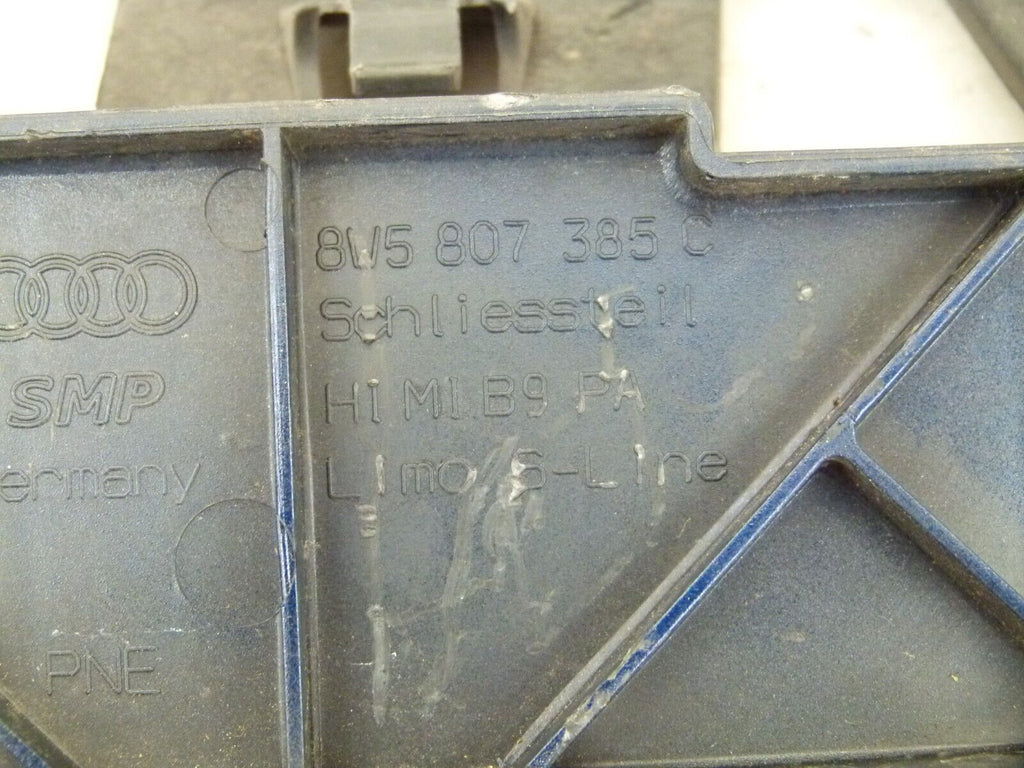 8W5 807 385 C
Schliessteil
HI MI B9 PA
Limo/S-Line
SMP
ermany
PNE